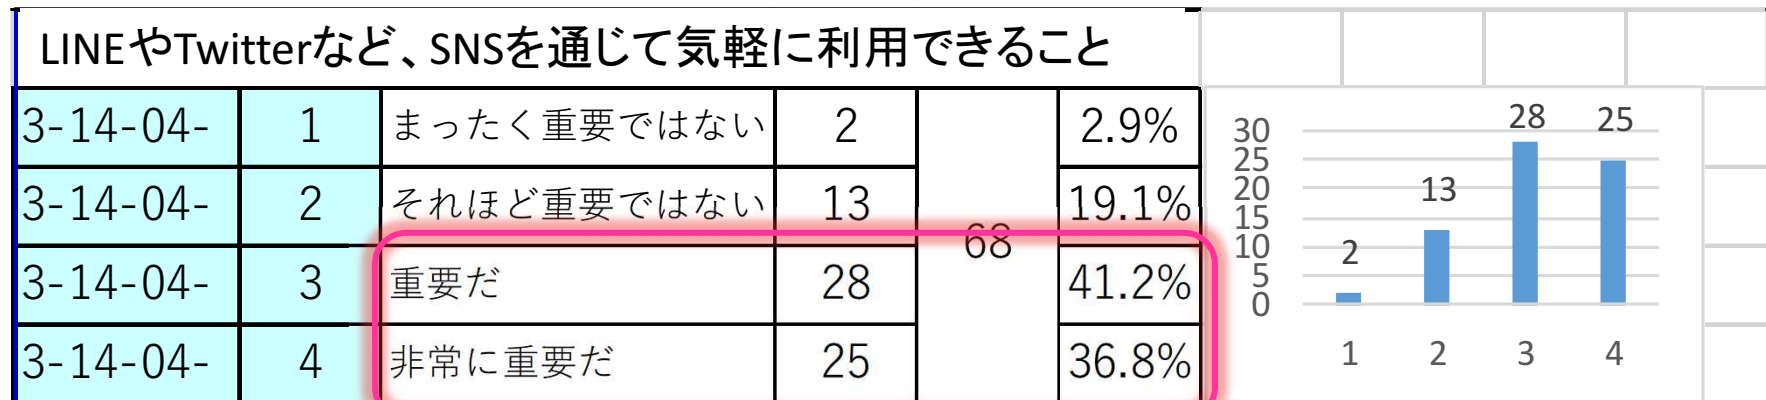 LINEやTwitterなど、SNSを通じて気軽に利用できること
3-14-04- 1 まったく重要ではない 2 2.9%
3-14-04- 2 それほど重要ではない 13 19.1%
68
3-14-04- 3 重要だ 28 41.2%
3-14-04- 4 非常に重要だ 25 36.8%
30
25
20
15
10
5
0
2 13 28 25
1 2 3 4